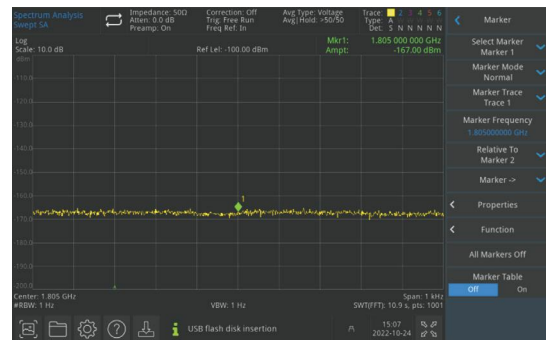 Spectrum Analysis
Swept SA
Impedance: 50Ω
Atten: 0.0 dB
Preamp: On
Correction: Off
Trig: Free Run
Freq Ref: In
Avg Type: Voltage
Avg|Hold: >50/50
Trace: 1 2 3 4 5 6
Type: A
Det: S N N N N N
Log
Scale: 10.0 dB
Ref Lel: -100.00 dBm
Mkr1: 1.805 000 000 GHz
Ampt: -167.00 dBm
dBm
-110.0
-120.0
-130.0
-140.0
-150.0
-160.0
1
-170.0
-180.0
-190.0
-200.0
Center: 1.805 GHz
#RBW: 1 Hz
VBW: 1 Hz
Span: 1 kHz
SWT(FFT): 10.9 s, pts: 1001
USB flash disk insertion
15:07
2022-10-24
Marker
Select Marker
Marker 1
Marker Mode
Normal
Marker Trace
Trace 1
Marker Frequency
1.805000000 GHz
Relative To
Marker 2
Marker ->
Properties
Function
All Markers Off
Marker Table
Off On